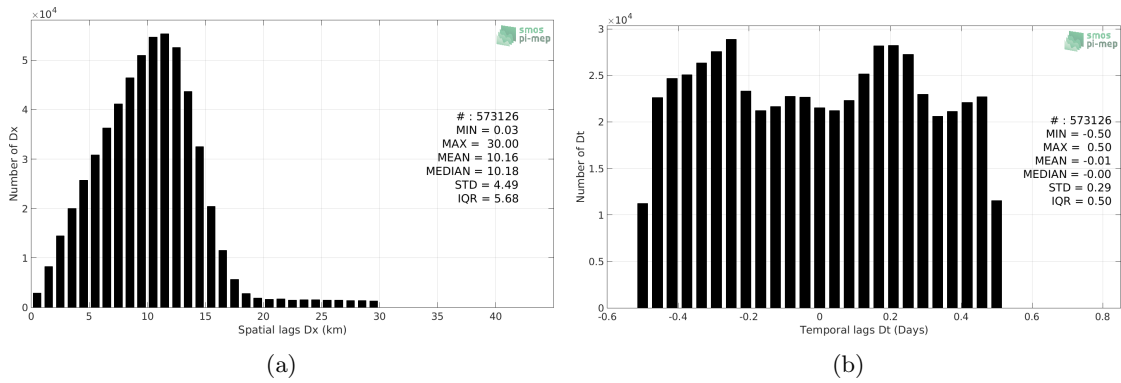 ×10⁴
smos
pi-mep
5
4
3
2
1
0
Number of Dx
# : 573126
MIN = 0.03
MAX = 30.00
MEAN = 10.16
MEDIAN = 10.18
STD = 4.49
IQR = 5.68
0 5 10 15 20 25 30 35 40
Spatial lags Dx (km)
(a)
×10⁴
smos
pi-mep
3
2.5
2
1.5
1
0.5
0
Number of Dt
# : 573126
MIN = -0.50
MAX = 0.50
MEAN = -0.01
MEDIAN = -0.00
STD = 0.29
IQR = 0.50
-0.6 -0.4 -0.2 0 0.2 0.4 0.6 0.8
Temporal lags Dt (Days)
(b)